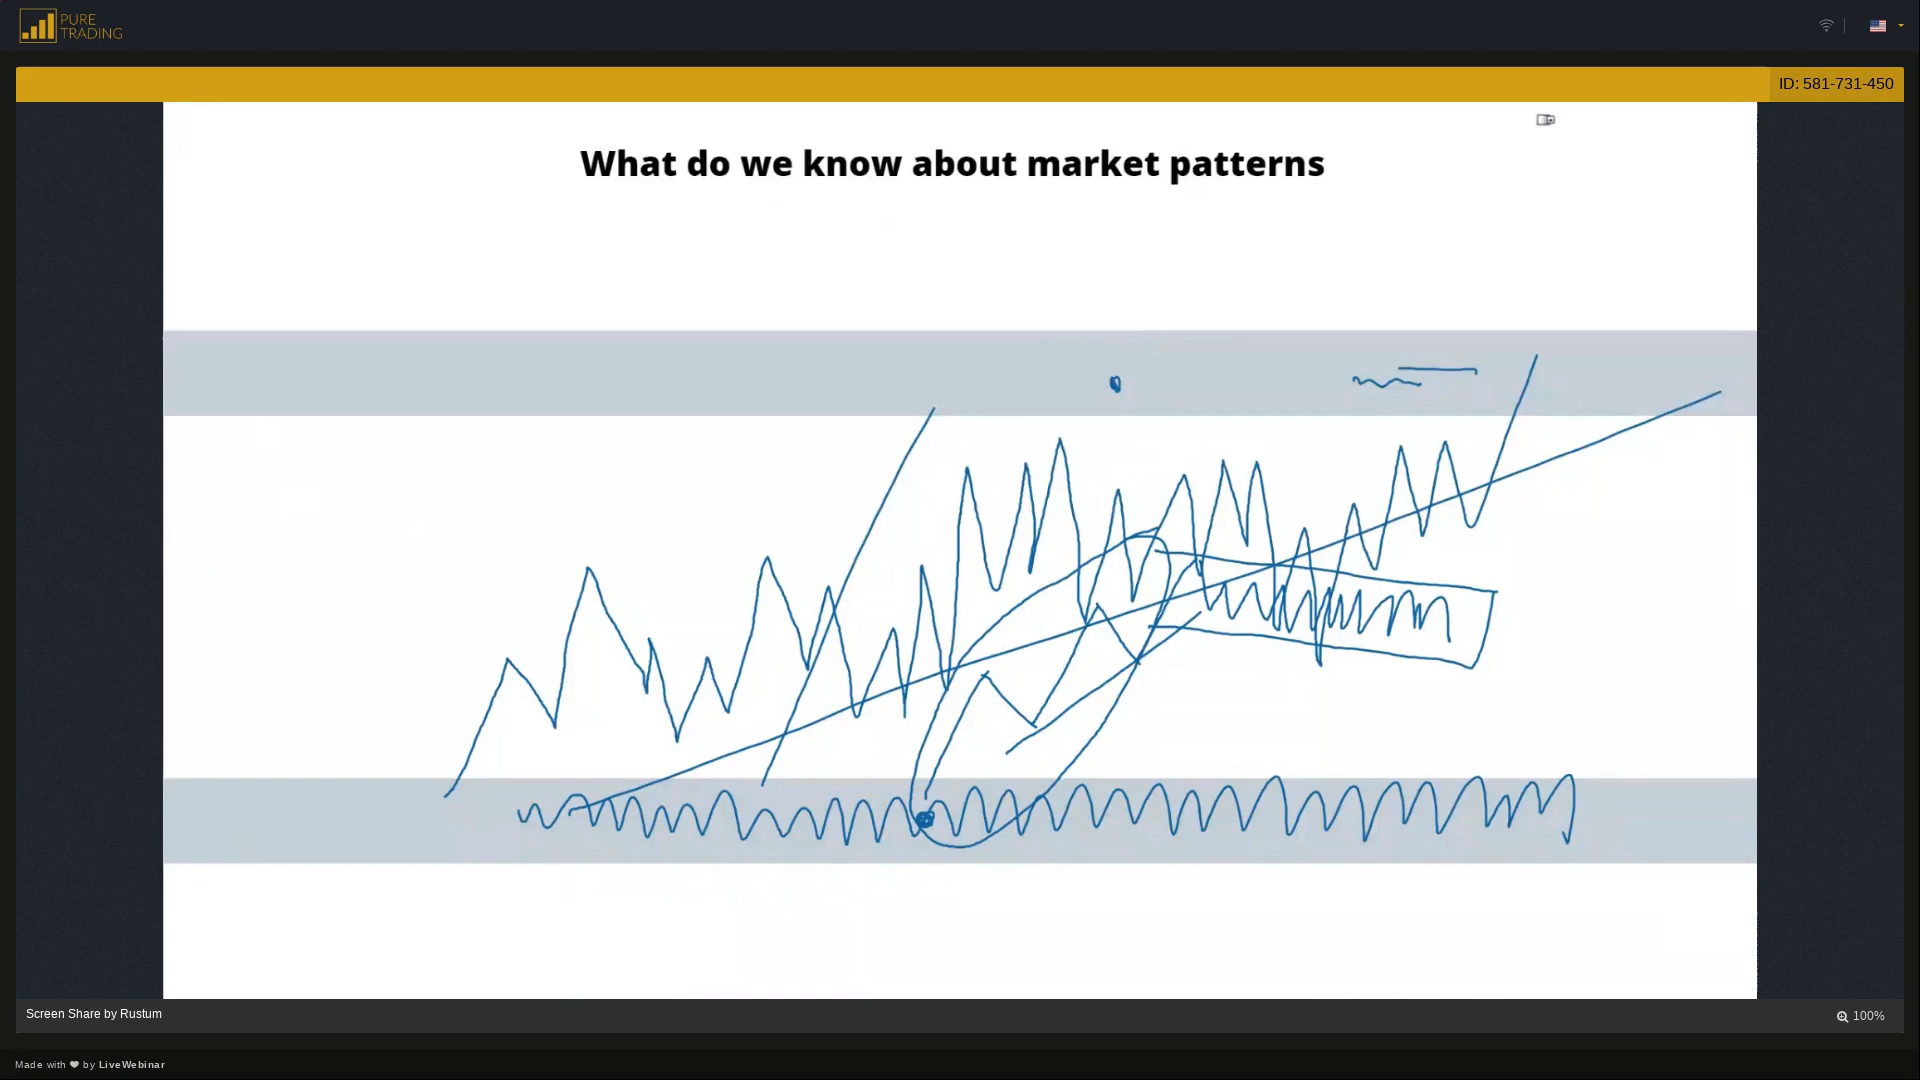 PURE
TRADING
ID: 581-731-450
What do we know about market patterns
Screen Share by Rustum
100%
Made with ❤ by LiveWebinar